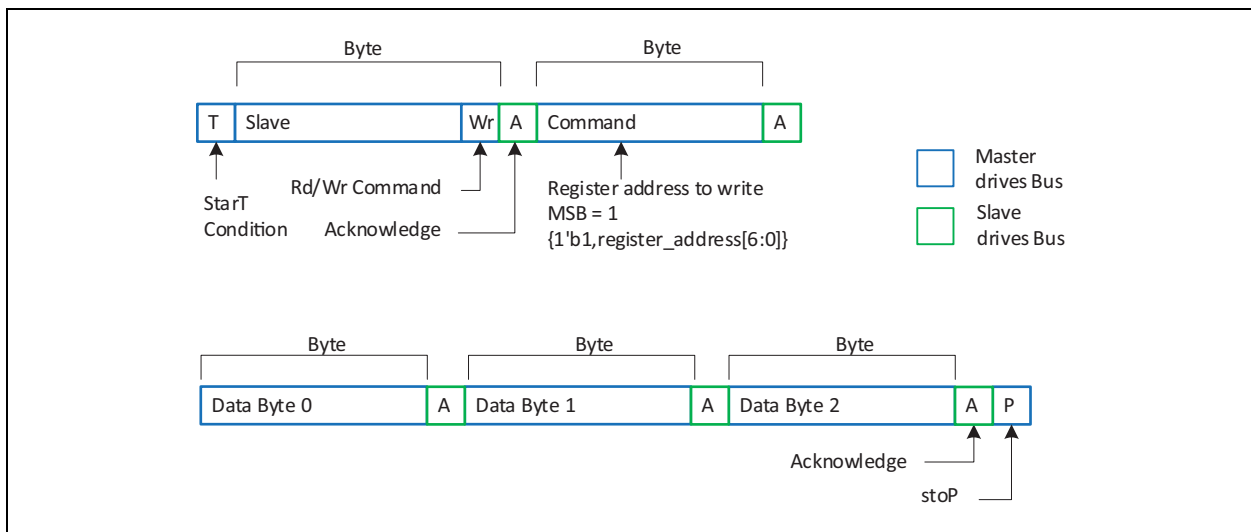 Byte
Byte
T
Slave
Wr
A
Command
A
Master
drives Bus
Slave
drives Bus
Rd/Wr Command
StarT
Condition
Acknowledge
Register address to write
MSB = 1
{1'b1,register_address[6:0]}
Byte
Byte
Byte
Data Byte 0
A
Data Byte 1
A
Data Byte 2
A
P
Acknowledge
stoP